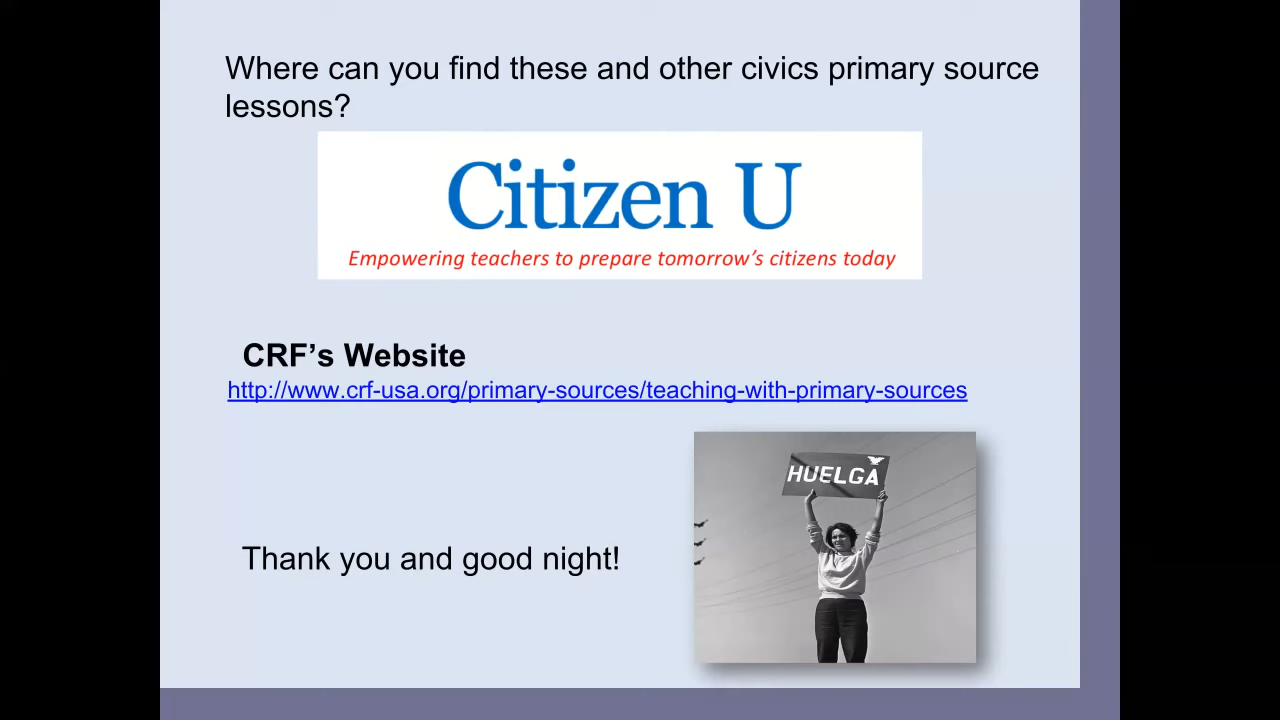 Where can you find these and other civics primary source
lessons?
Citizen U
Empowering teachers to prepare tomorrow’s citizens today
CRF’s Website
http://www.crf-usa.org/primary-sources/teaching-with-primary-sources
HUELGA
Thank you and good night!